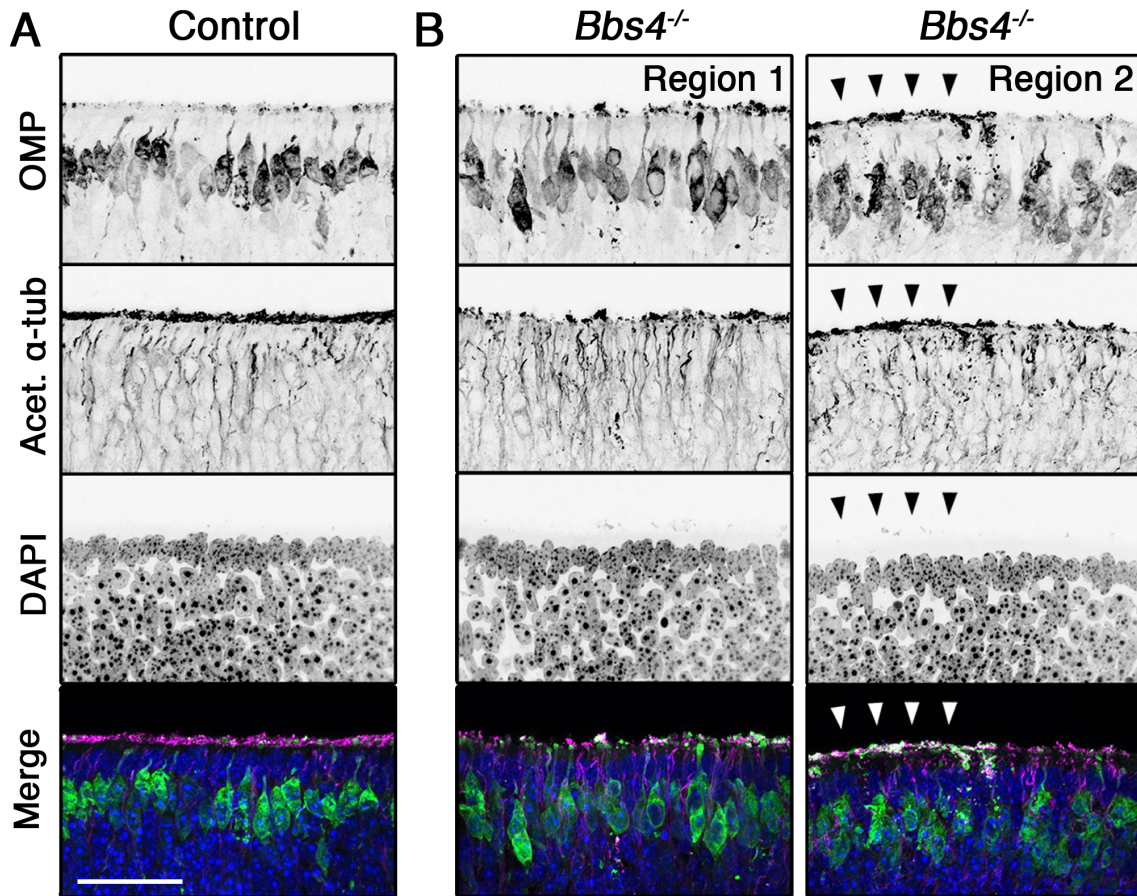 A
Control
B
Bbs4-/-
Bbs4-/-
OMP
Region 1
Region 2
Acet. α-tub
DAPI
Merge